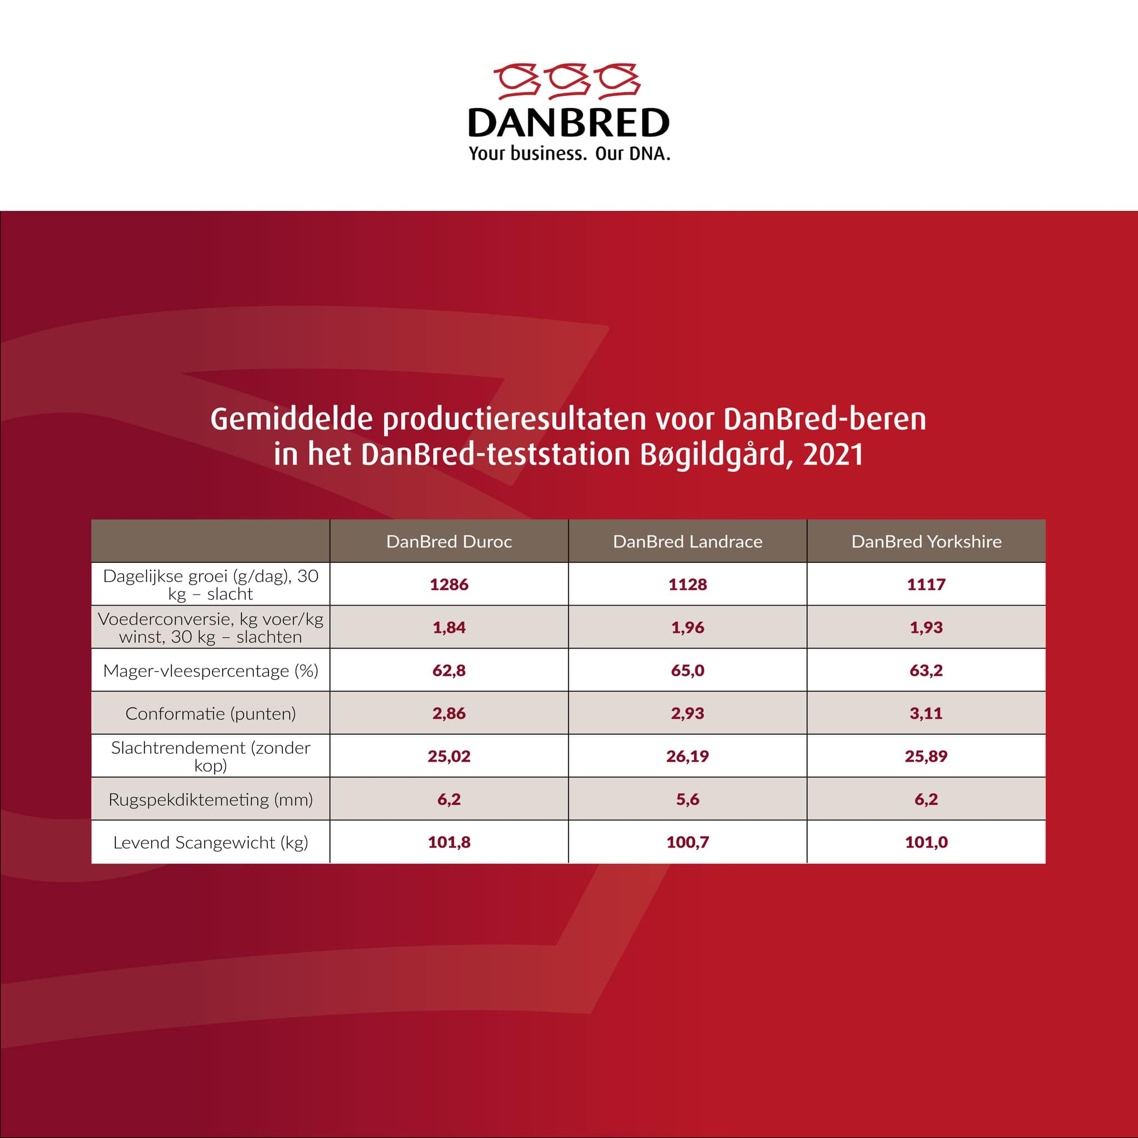 DANBRED
Your business. Our DNA.
Gemiddelde productieresultaten voor DanBred-beren
in het DanBred-teststation Bøgildgård, 2021
DanBred Duroc DanBred Landrace DanBred Yorkshire
Dagelijkse groei (g/dag), 30
kg – slacht 1286 1128 1117
Voederconversie, kg voer/kg
winst, 30 kg – slachten 1,84 1,96 1,93
Mager-vleespercentage (%) 62,8 65,0 63,2
Conformatie (punten) 2,86 2,93 3,11
Slachtrendement (zonder
kop) 25,02 26,19 25,89
Rugspekdiktemeting (mm) 6,2 5,6 6,2
Levend Scangewicht (kg) 101,8 100,7 101,0